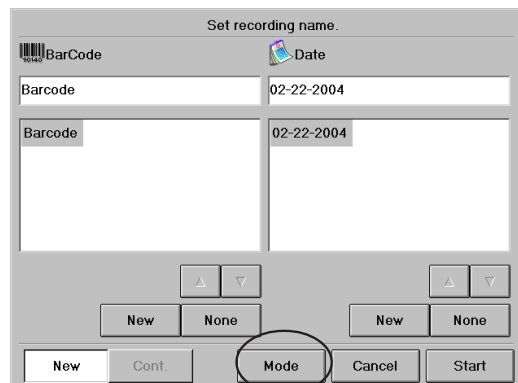 Set recording name.
90140 BarCode Date
Barcode 02-22-2004
Barcode 02-22-2004
New None New None
New Cont. Mode Cancel Start